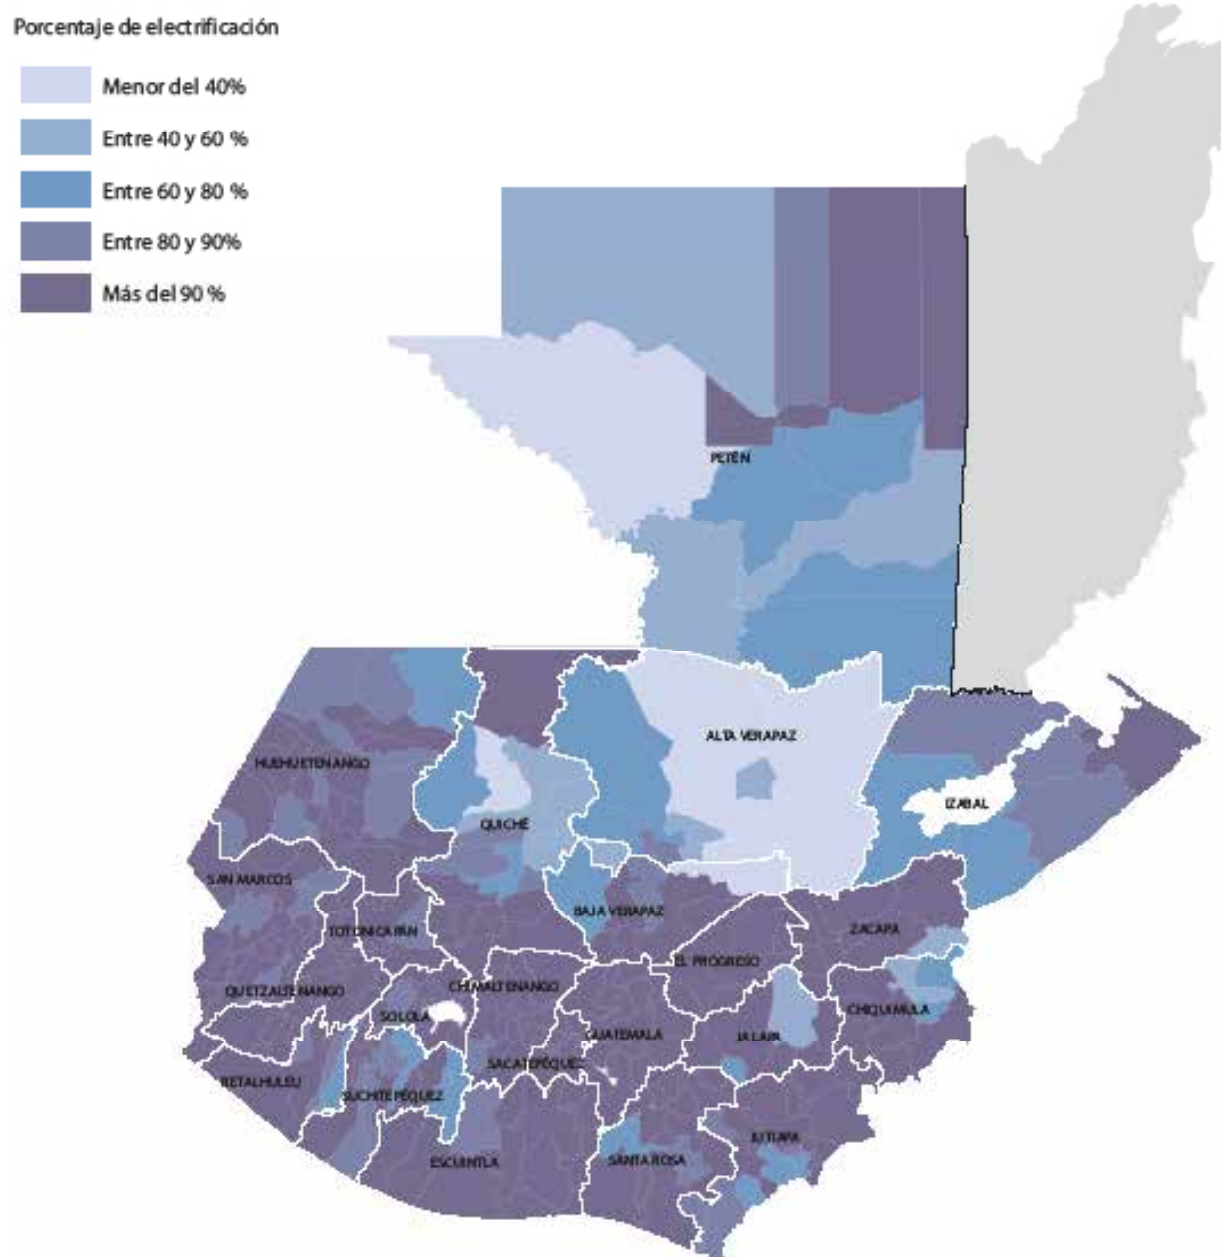 Porcentaje de electrificación
Menor del 40%
Entre 40 y 60 %
Entre 60 y 80 %
Entre 80 y 90%
Más del 90 %
PETÉN
ALTA VERAPAZ
HUEHUETENANGO
IZABAL
QUICHÉ
SAN MARCOS
BAJA VERAPAZ
TOTONICAPÁN
ZACAPA
EL PROGRESO
QUETZALTENANGO
CHIMALTENANGO
SOLOLA
CHIQUIMULA
GUATEMALA
JALAPA
SACATEPÉQUEZ
RETALHULEU
SUCHITEPÉQUEZ
JUTIAPA
ESCUINTLA
SANTA ROSA